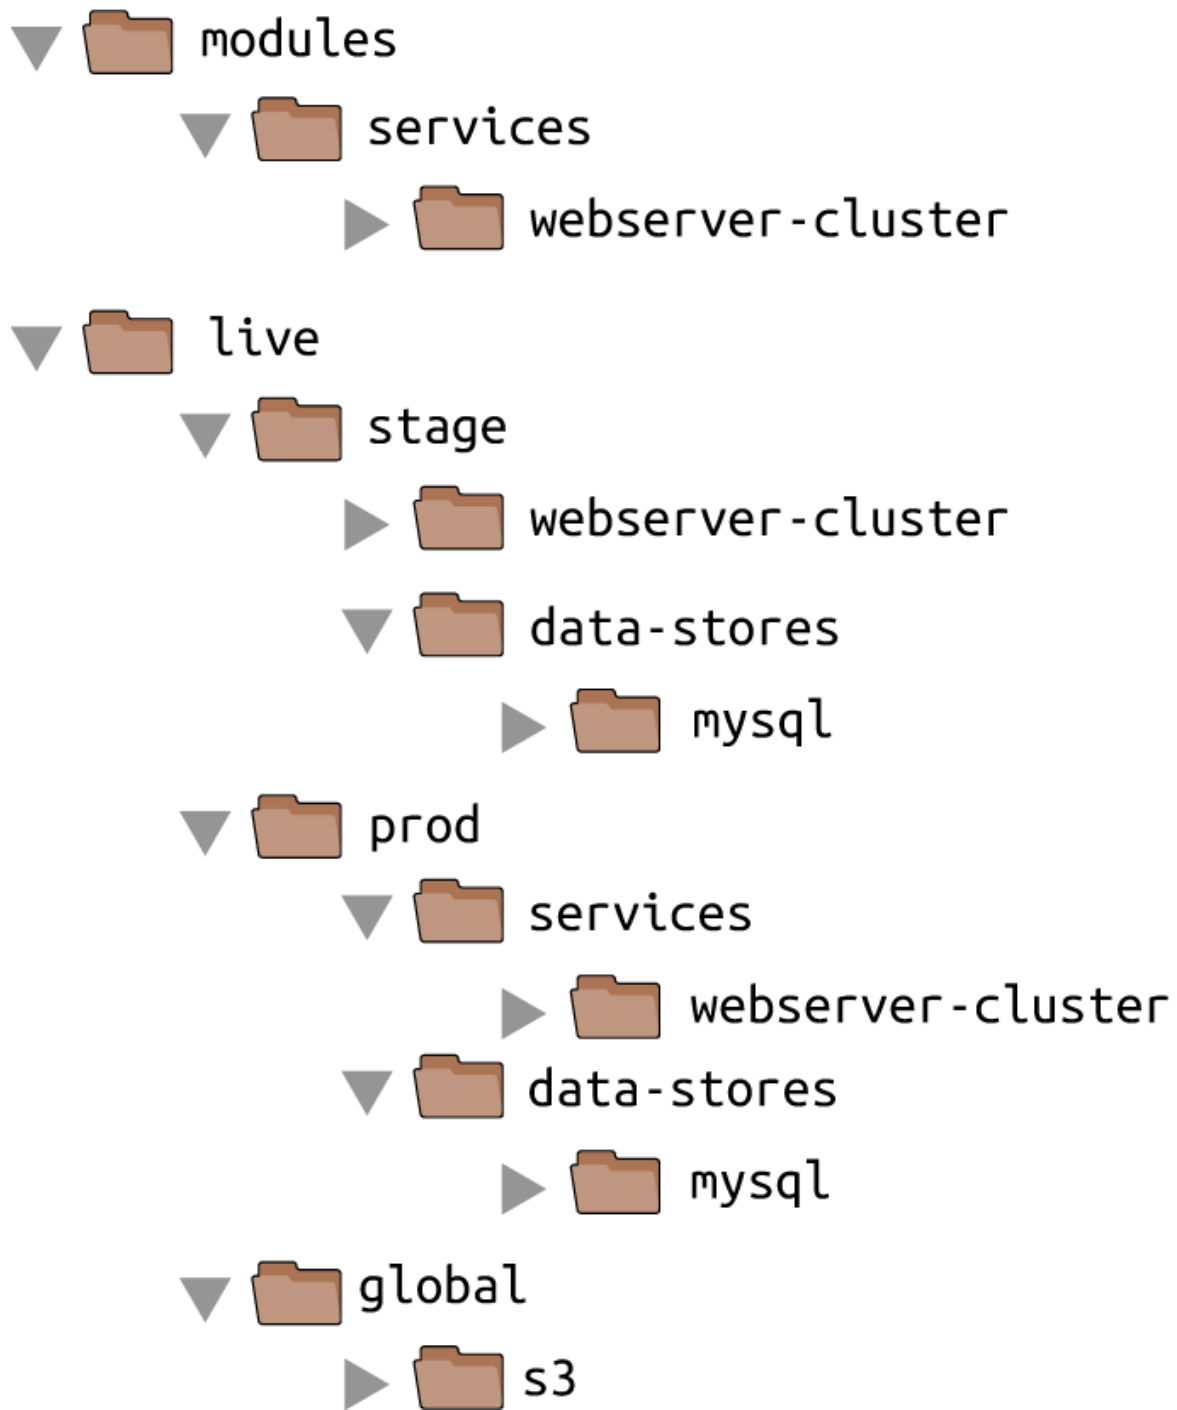 modules
services
webserver-cluster
live
stage
webserver-cluster
data-stores
mysql
prod
services
webserver-cluster
data-stores
mysql
global
s3